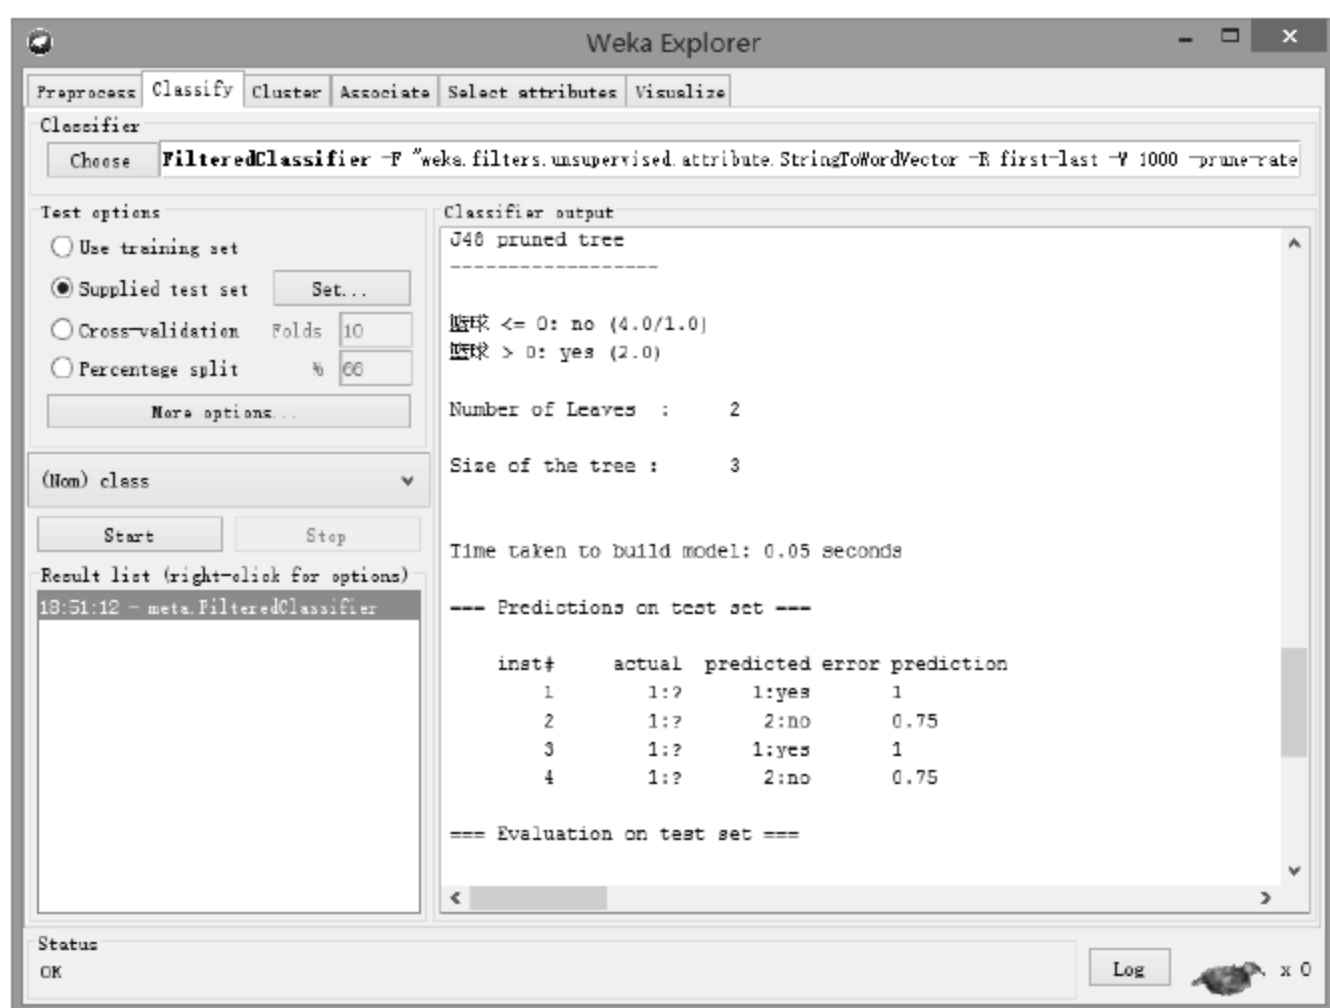 Weka Explorer
Preprocess Classify Cluster Associate Select attributes Visualize
Classifier
Choose FilteredClassifier -F "weka.filters.unsupervised.attribute.StringToWordVector -R first-last -W 1000 -prune-rate
Test options
Use training set
Supplied test set Set...
Cross-validation Folds 10
Percentage split % 66
More options...
(Nom) class
Start Stop
Result list (right-click for options)
18:51:12 - meta.FilteredClassifier
Classifier output
J48 pruned tree
------------------
篮球 <= 0: no (4.0/1.0)
篮球 > 0: yes (2.0)
Number of Leaves : 2
Size of the tree : 3
Time taken to build model: 0.05 seconds
=== Predictions on test set ===
inst# actual predicted error prediction
1 1:? 1:yes 1
2 1:? 2:no 0.75
3 1:? 1:yes 1
4 1:? 2:no 0.75
=== Evaluation on test set ===
Status
OK
Log x 0